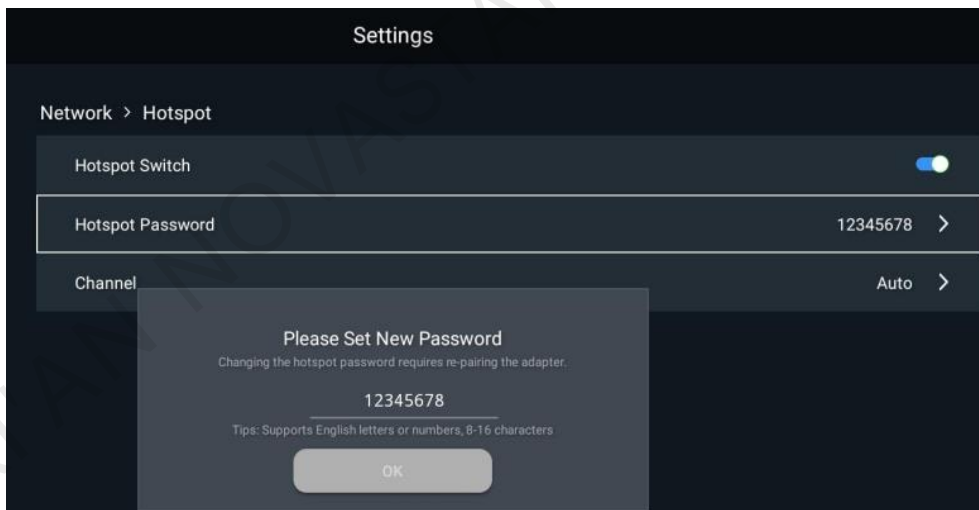 Settings
Network > Hotspot
Hotspot Switch
Hotspot Password 12345678 >
Channel Auto >
Please Set New Password
Changing the hotspot password requires re-pairing the adapter.
12345678
Tips: Supports English letters or numbers, 8-16 characters
OK